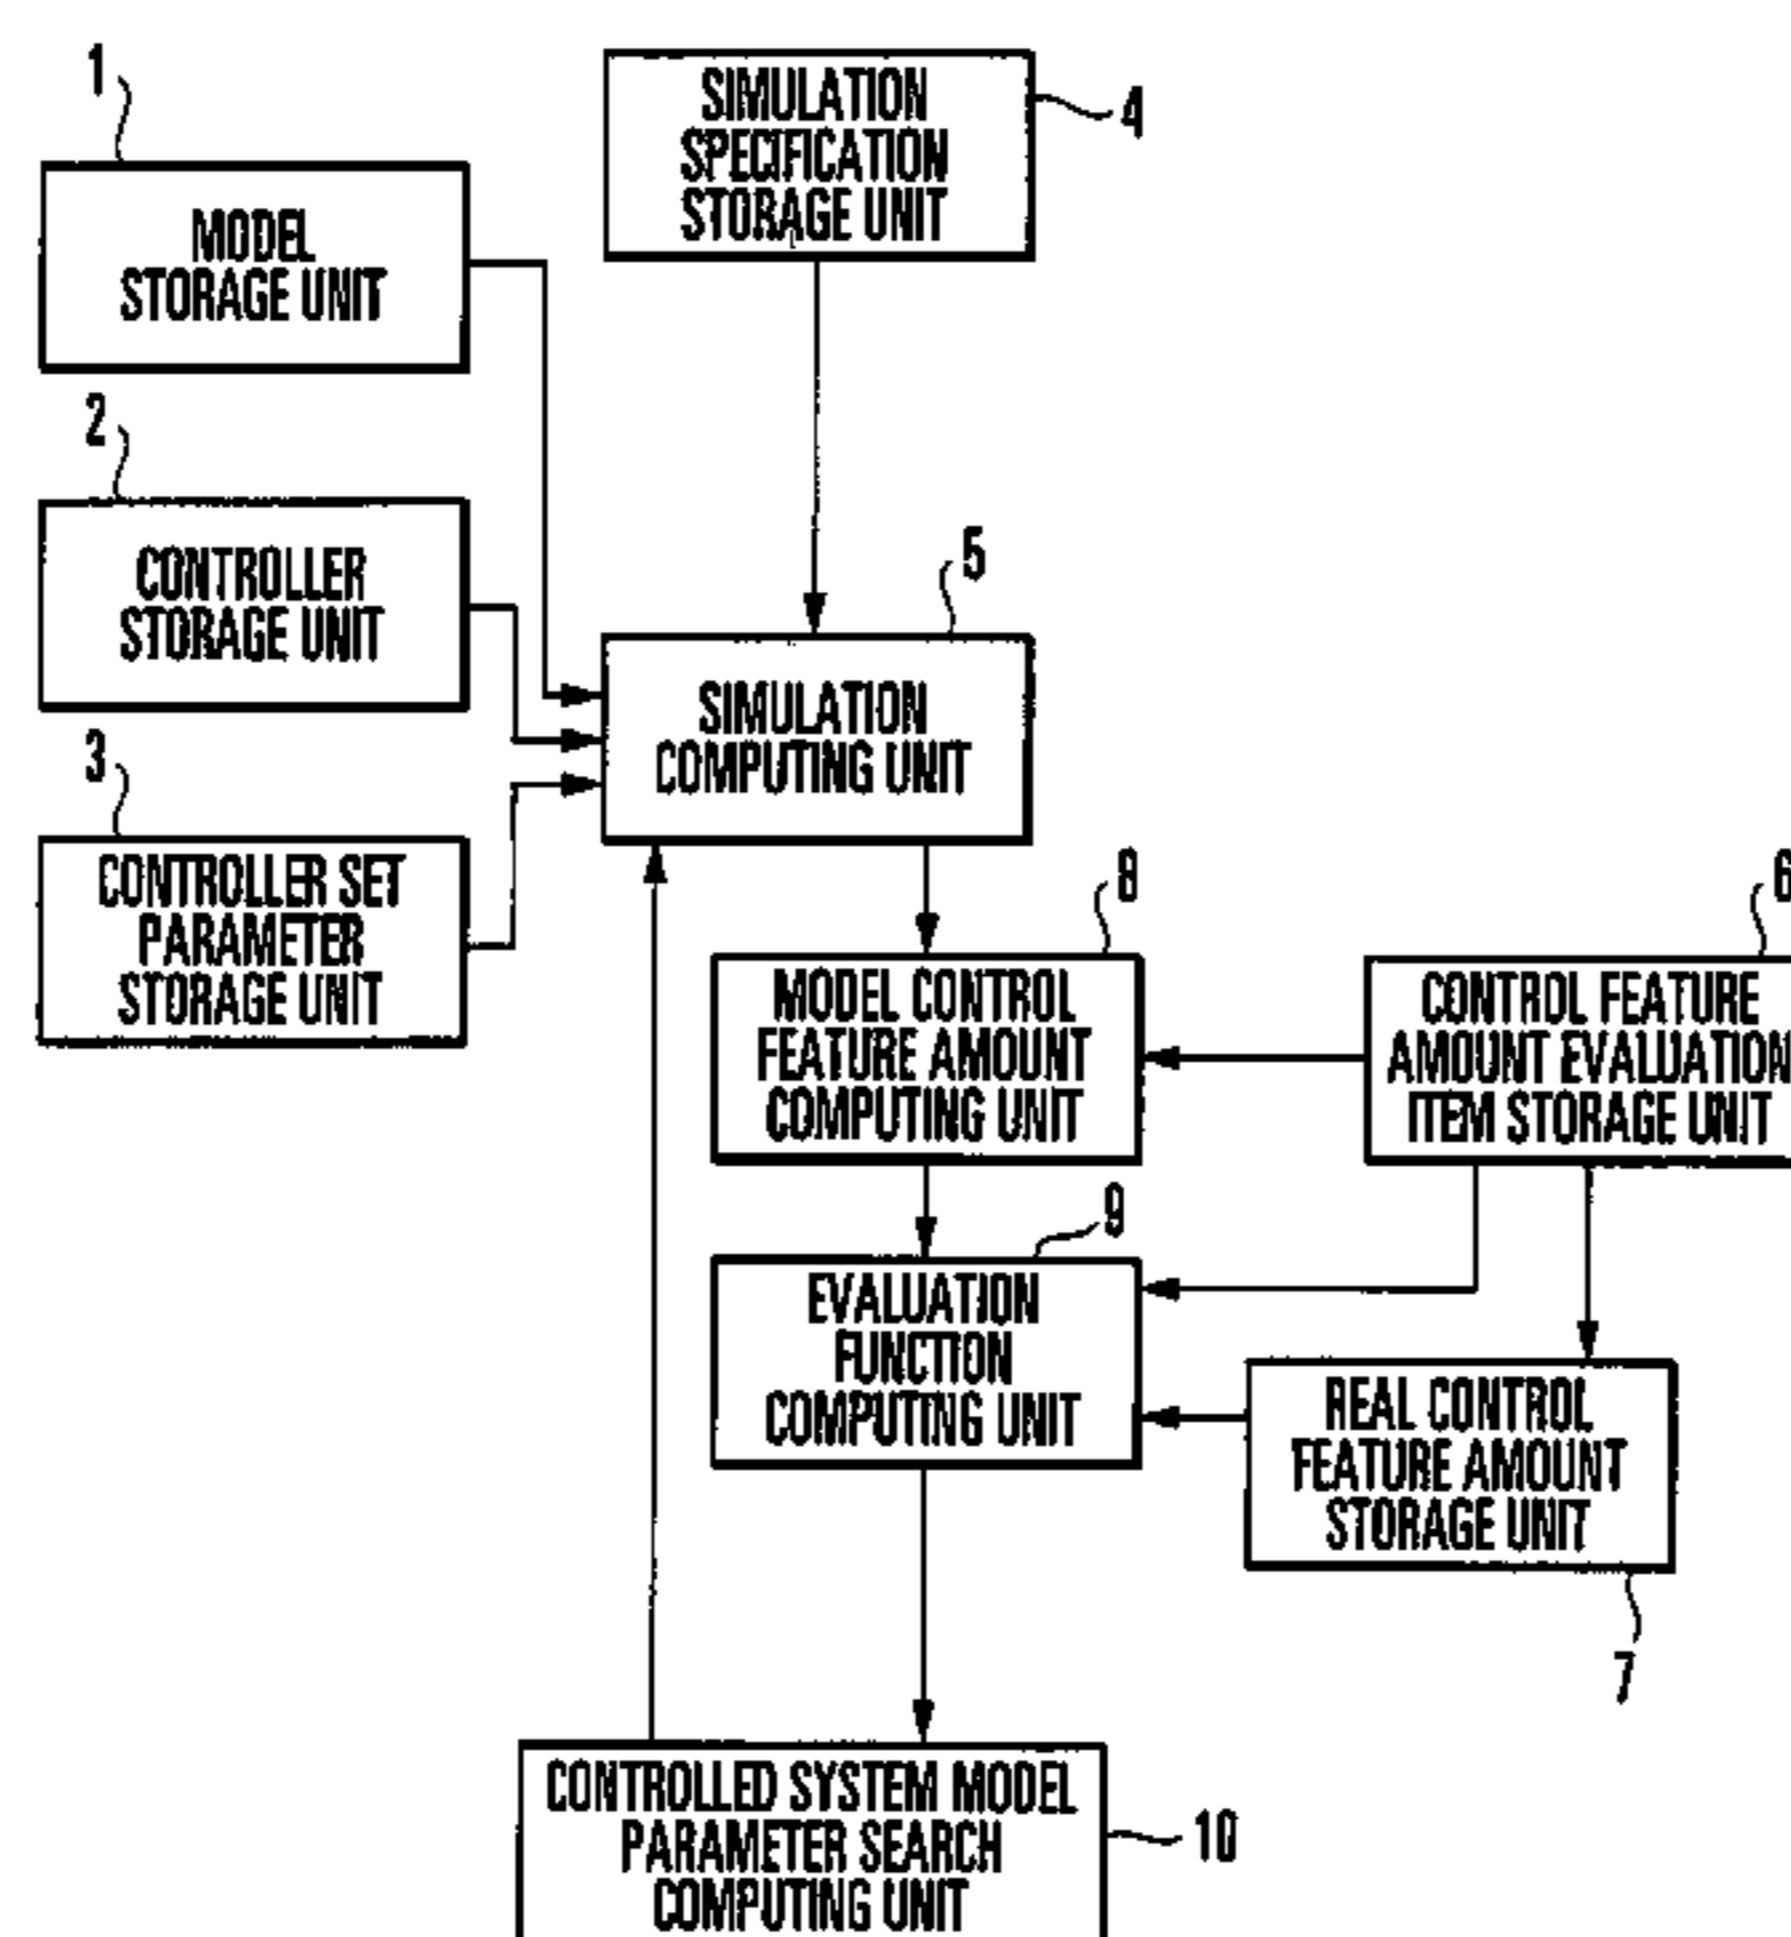 1
MODEL
STORAGE UNIT
SIMULATION
SPECIFICATION
STORAGE UNIT
4
2
CONTROLLER
STORAGE UNIT
5
SIMULATION
COMPUTING UNIT
3
CONTROLLER SET
PARAMETER
STORAGE UNIT
8
MODEL CONTROL
FEATURE AMOUNT
COMPUTING UNIT
6
CONTROL FEATURE
AMOUNT EVALUATION
ITEM STORAGE UNIT
9
EVALUATION
FUNCTION
COMPUTING UNIT
REAL CONTROL
FEATURE AMOUNT
STORAGE UNIT
7
CONTROLLED SYSTEM MODEL
PARAMETER SEARCH
COMPUTING UNIT
10